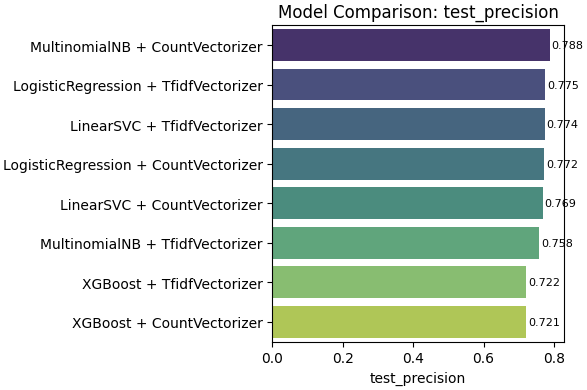 Model Comparison: test_precision
MultinomialNB + CountVectorizer 0.788
LogisticRegression + TfidfVectorizer 0.775
LinearSVC + TfidfVectorizer 0.774
LogisticRegression + CountVectorizer 0.772
LinearSVC + CountVectorizer 0.769
MultinomialNB + TfidfVectorizer 0.758
XGBoost + TfidfVectorizer 0.722
XGBoost + CountVectorizer 0.721
0.0 0.2 0.4 0.6 0.8
test_precision